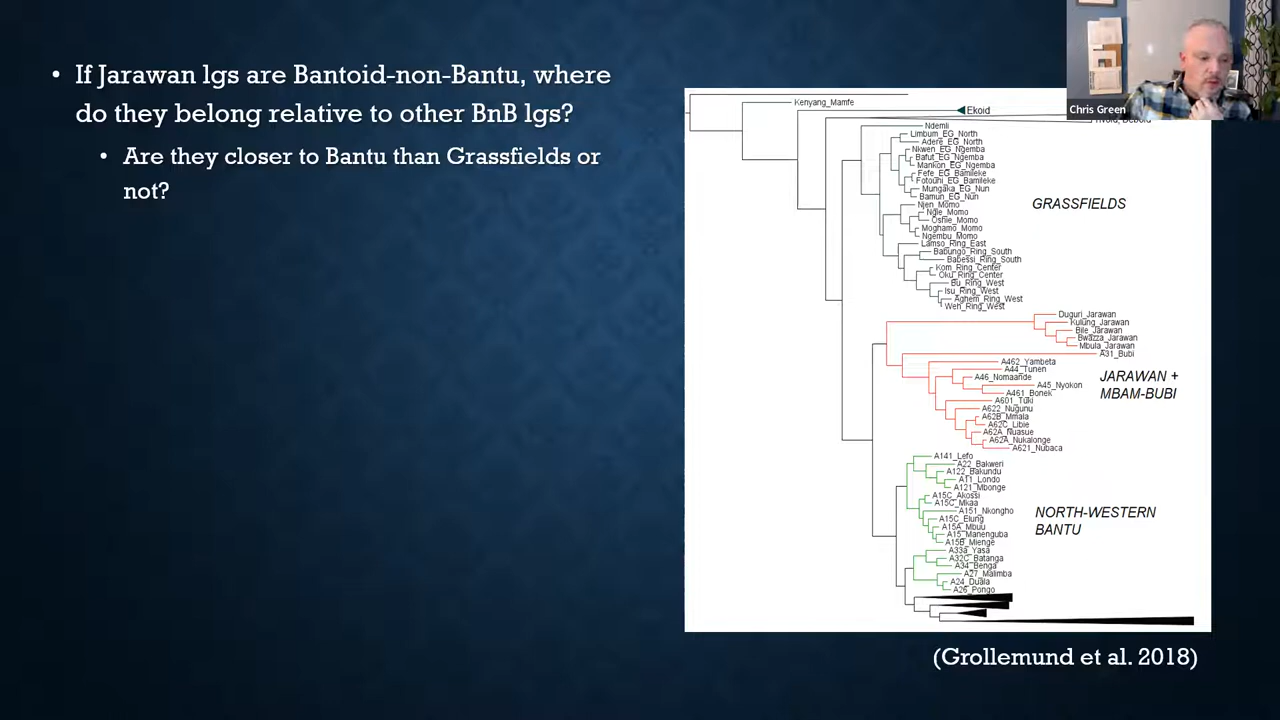 • If Jarawan lgs are Bantoid-non-Bantu, where
do they belong relative to other BnB lgs?
• Are they closer to Bantu than Grassfields or
not?
Chris Green
Kenyang_Mamfe
Ekoid
Ndemli
Limbum_EG_North
Adere_EG_North
Nkwen_EG_Ngemba
Bafut_EG_Ngemba
Mankon_EG_Ngemba
Fefe_EG_Bamileke
Fotouni_EG_Bamileke
Mungaka_EG_Nun
Bamun_EG_Nun
Njen_Momo
Ngie_Momo
Oshie_Momo
Moghamo_Momo
Ngembu_Momo
Lamso_Ring_East
Babungo_Ring_South
Babessi_Ring_South
Kom_Ring_Center
Oku_Ring_Center
Bu_Ring_West
Isu_Ring_West
Aghem_Ring_West
Weh_Ring_West
GRASSFIELDS
Duguri_Jarawan
Kulung_Jarawan
Bile_Jarawan
Bwazza_Jarawan
Mbula_Jarawan
A31_Bubi
A462_Yambeta
A44_Tunen
A46_Nomaande
A45_Nyokon
A461_Bonek
A601_Tuki
A622_Nugunu
A62B_Mmala
A62C_Libie
A62A_Nuasue
A62A_Nukalonge
A621_Nubaca
JARAWAN +
MBAM-BUBI
A141_Lefo
A22_Bakweri
A122_Bakundu
A11_Londo
A121_Mbonge
A15C_Akossi
A15C_Mkaa
A151_Nkongho
A15C_Elung
A15A_Mbuu
A15_Manenguba
A15B_Mienge
A33a_Yasa
A32C_Batanga
A34_Benga
A27_Malimba
A24_Duala
A26_Pongo
NORTH-WESTERN
BANTU
(Grollemund et al. 2018)